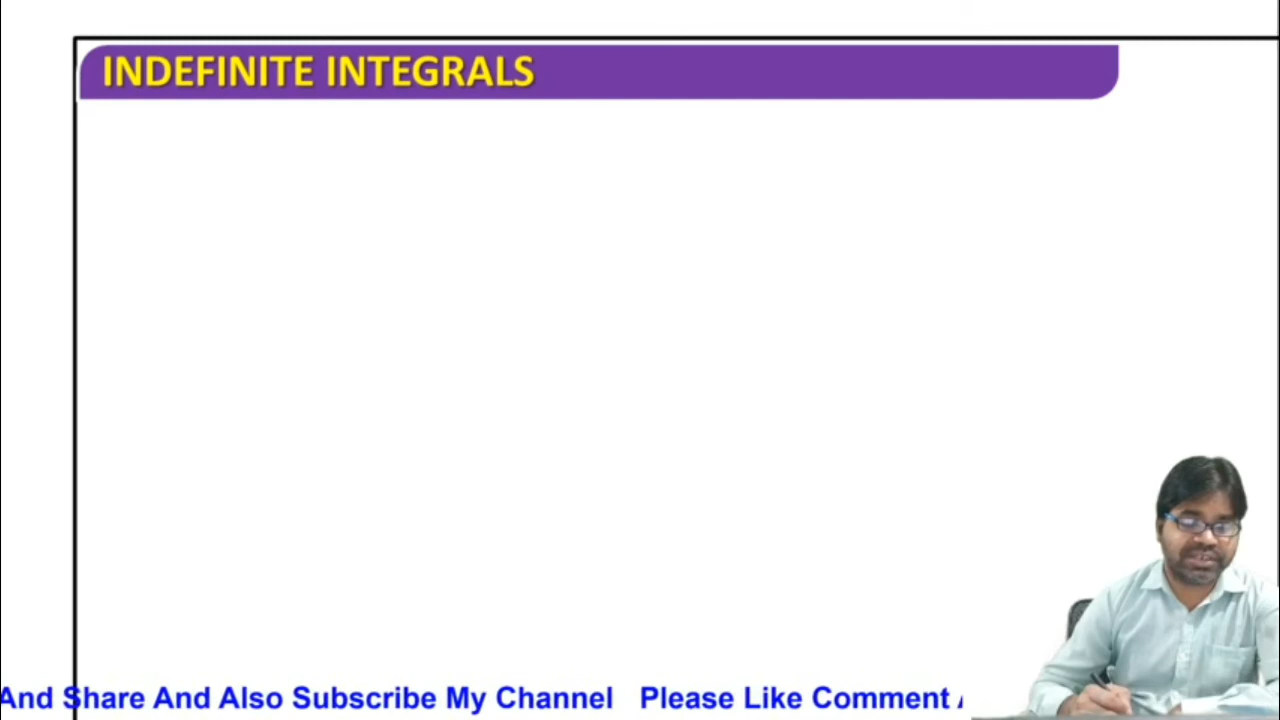 INDEFINITE INTEGRALS
And Share And Also Subscribe My Channel Please Like Comment